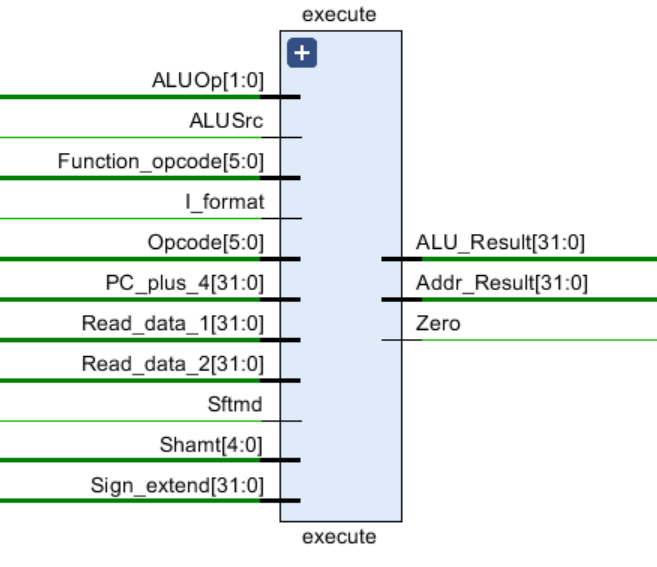 execute
+
ALUOp[1:0]
ALUSrc
Function_opcode[5:0]
I_format
Opcode[5:0]
PC_plus_4[31:0]
Read_data_1[31:0]
Read_data_2[31:0]
Sftmd
Shamt[4:0]
Sign_extend[31:0]
ALU_Result[31:0]
Addr_Result[31:0]
Zero
execute